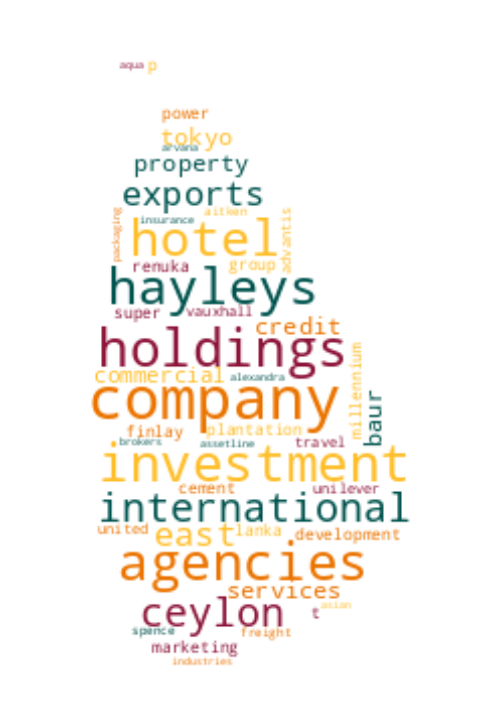 aqua p
power
tokyo
arvana
property
exports
packaging
aitken
insurance
advantis
hotel
renuka group
hayleys
super vauxhall
credit
holdings
commercial alexandra
millennium
company
baur
finlay plantation
brokers assetline travel
investment
cement unilever
international
united east lanka development
agencies
services
ceylon t asian
spence freight
marketing
industries